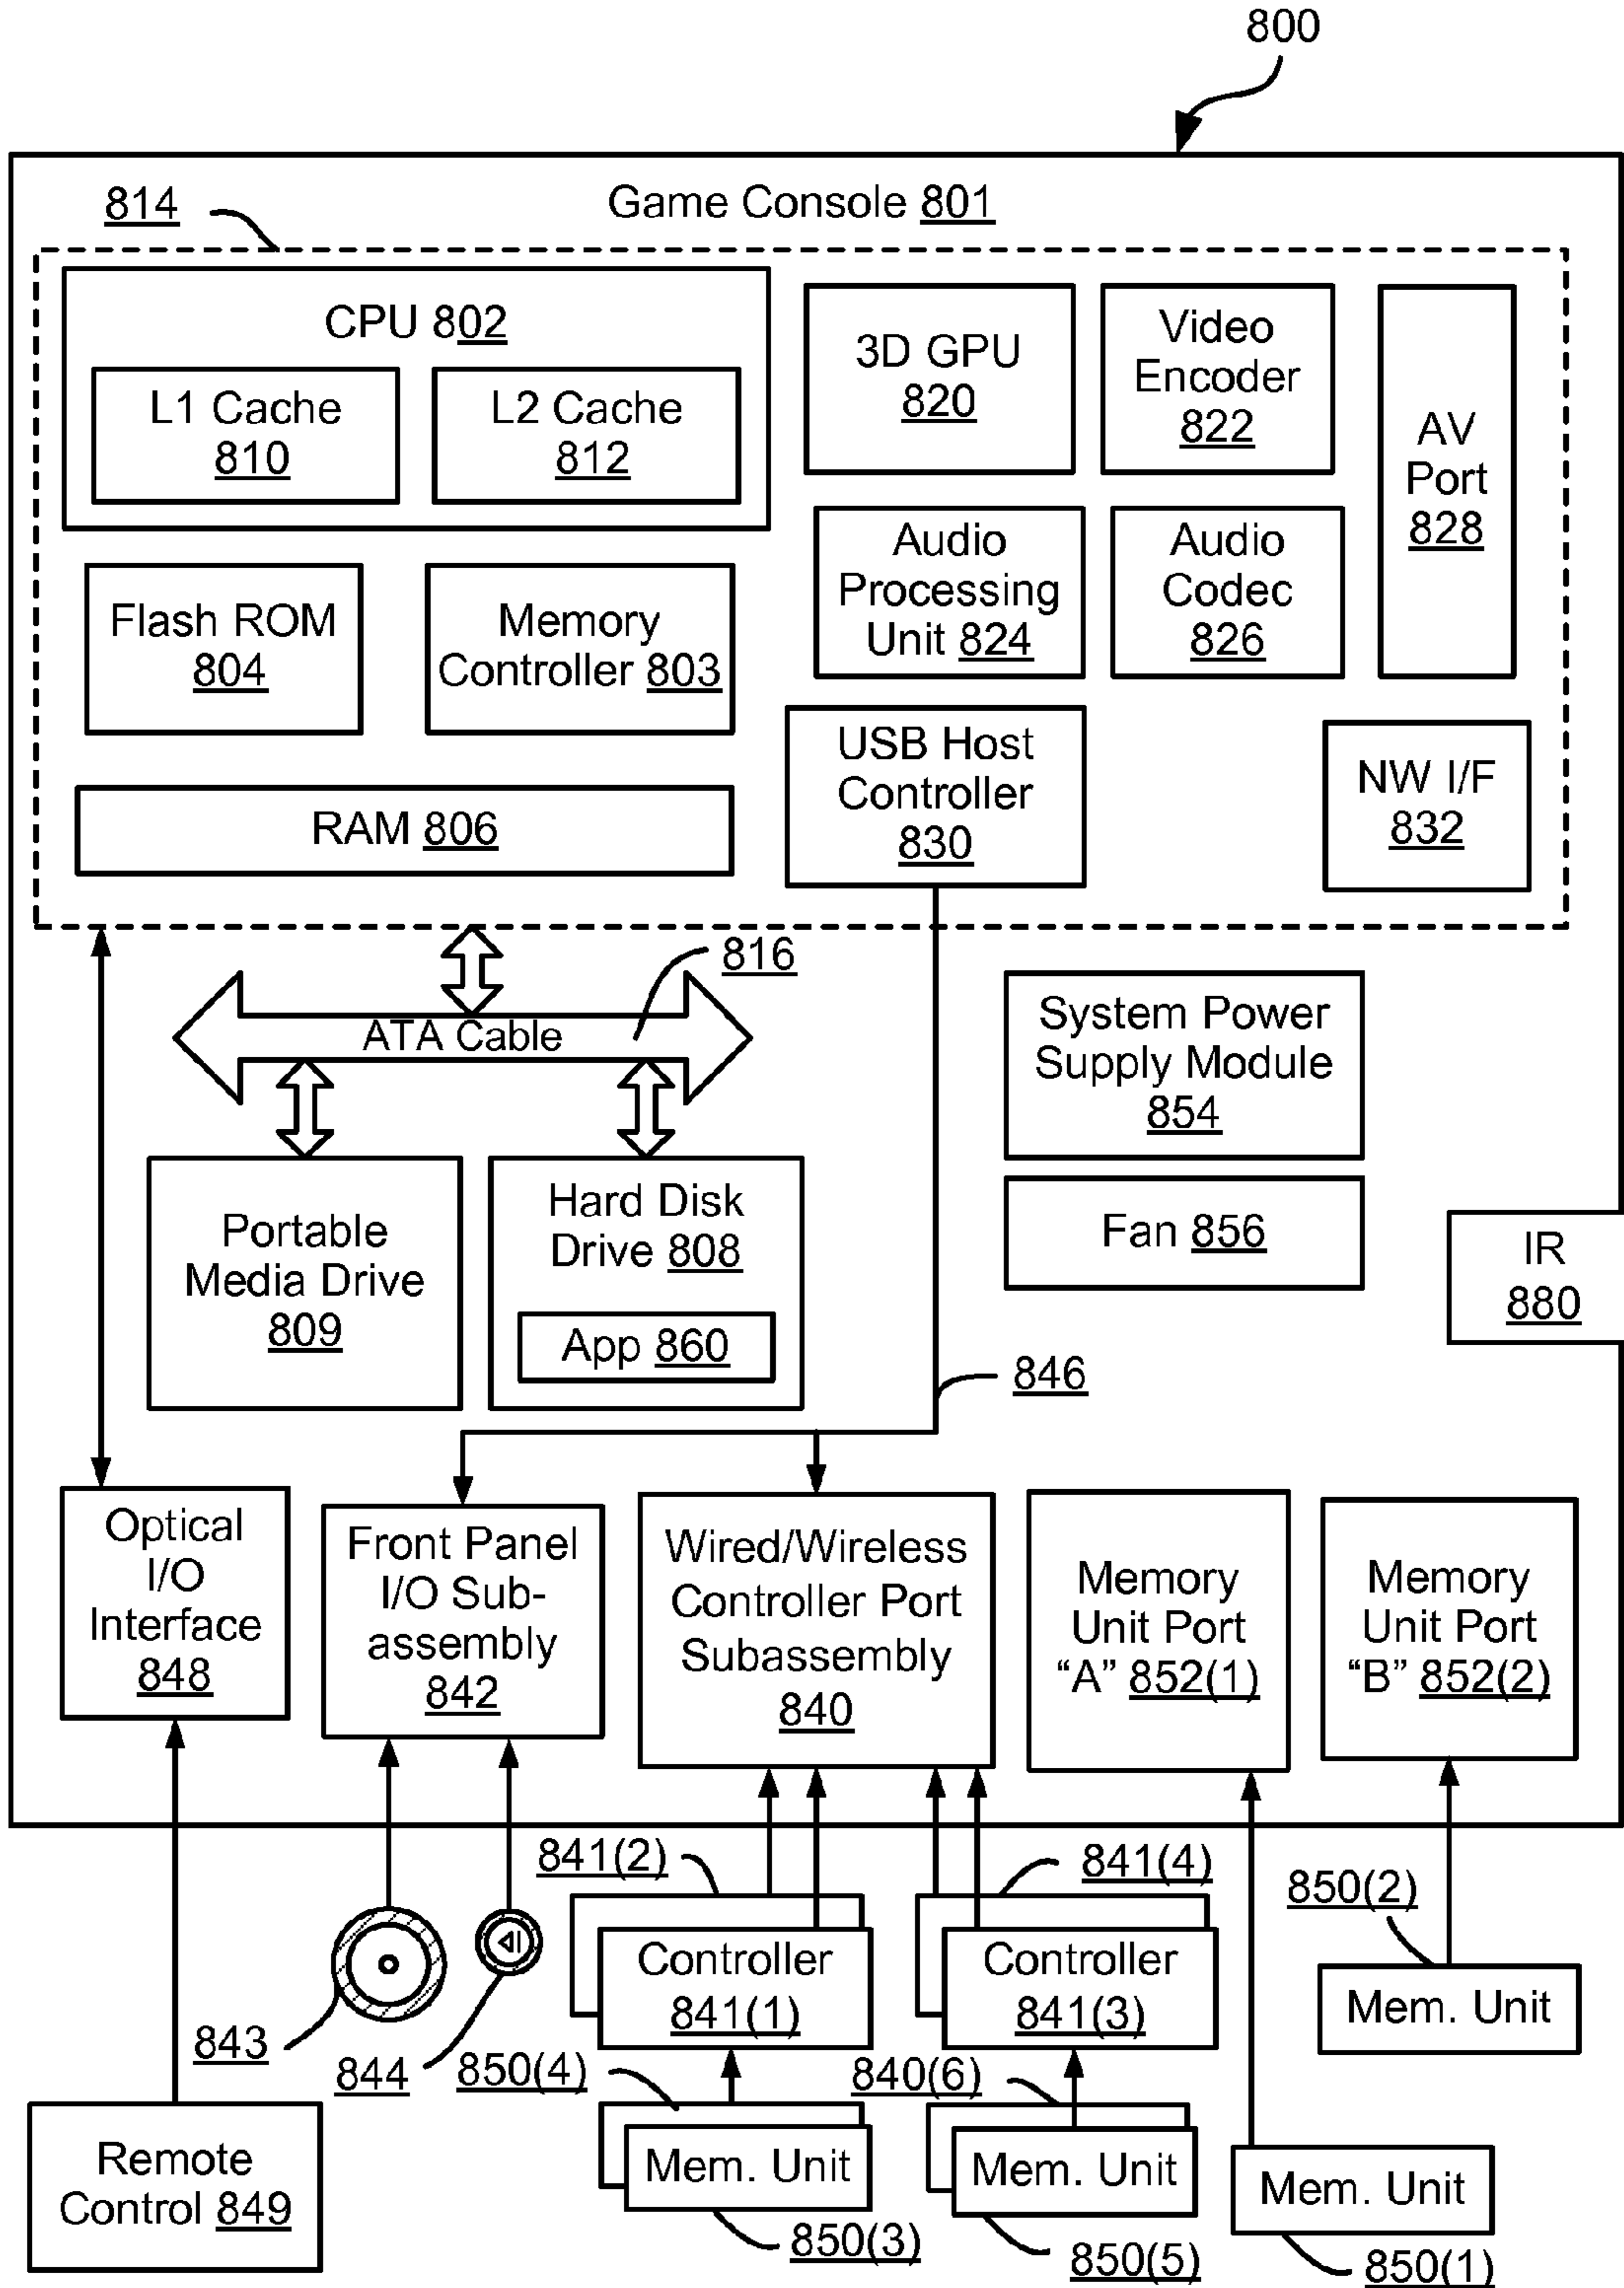 800
814
Game Console 801
CPU 802
L1 Cache
810
L2 Cache
812
3D GPU
820
Video
Encoder
822
AV
Port
828
Audio
Processing
Unit 824
Audio
Codec
826
Flash ROM
804
Memory
Controller 803
USB Host
Controller
830
NW I/F
832
RAM 806
816
ATA Cable
System Power
Supply Module
854
Portable
Media Drive
809
Hard Disk
Drive 808
App 860
Fan 856
IR
880
846
Optical
I/O
Interface
848
Front Panel
I/O Sub-
assembly
842
Wired/Wireless
Controller Port
Subassembly
840
Memory
Unit Port
“A” 852(1)
Memory
Unit Port
“B” 852(2)
841(2)
841(4)
850(2)
Controller
841(1)
Controller
841(3)
Mem. Unit
843
844
850(4)
840(6)
Remote
Control 849
Mem. Unit
850(3)
Mem. Unit
850(5)
Mem. Unit
850(1)